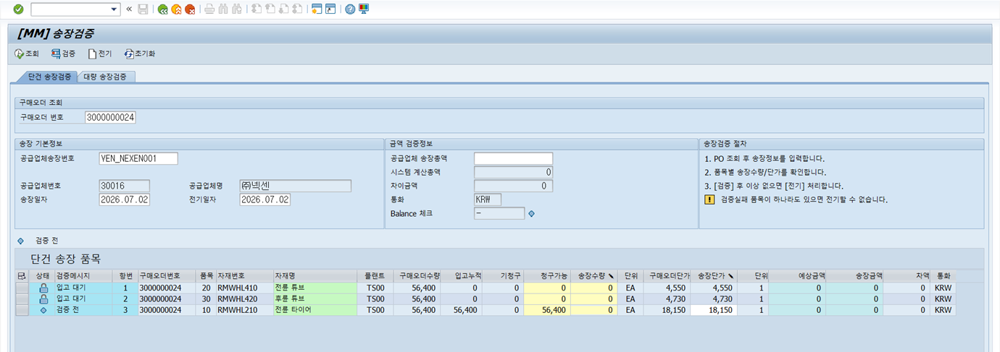 [MM] 송장검증
조회 검증 전기 초기화
단건 송장검증 대량 송장검증
구매오더 조회
구매오더 번호 3000000024
송장 기본정보
공급업체송장번호 YEN_NEXEN001
공급업체번호 30016 공급업체명 ㈜넥센
송장일자 2026.07.02 전기일자 2026.07.02
금액 검증정보
공급업체 송장총액
시스템 계산총액 0
차이금액 0
통화 KRW
Balance 체크 –
송장검증 절차
1. PO 조회 후 송장정보를 입력합니다.
2. 품목별 송장수량/단가를 확인합니다.
3. [검증] 후 이상 없으면 [전기] 처리합니다.
검증실패 품목이 하나라도 있으면 전기할 수 없습니다.
검증 전
단건 송장 품목
상태 검증메시지 항번 구매오더번호 품목 자재번호 자재명 플랜트 구매오더수량 입고누적 기청구 청구가능 송장수량 단위 구매오더단가 송장단가 단위 예상금액 송장금액 차액 통화
입고 대기 1 3000000024 20 RMWHL410 전륜 튜브 TS00 56,400 0 0 0 0 EA 4,550 4,550 1 0 0 0 KRW
입고 대기 2 3000000024 30 RMWHL420 후륜 튜브 TS00 56,400 0 0 0 0 EA 4,730 4,730 1 0 0 0 KRW
검증 전 3 3000000024 10 RMWHL210 전륜 타이어 TS00 56,400 56,400 0 56,400 0 EA 18,150 18,150 1 0 0 0 KRW